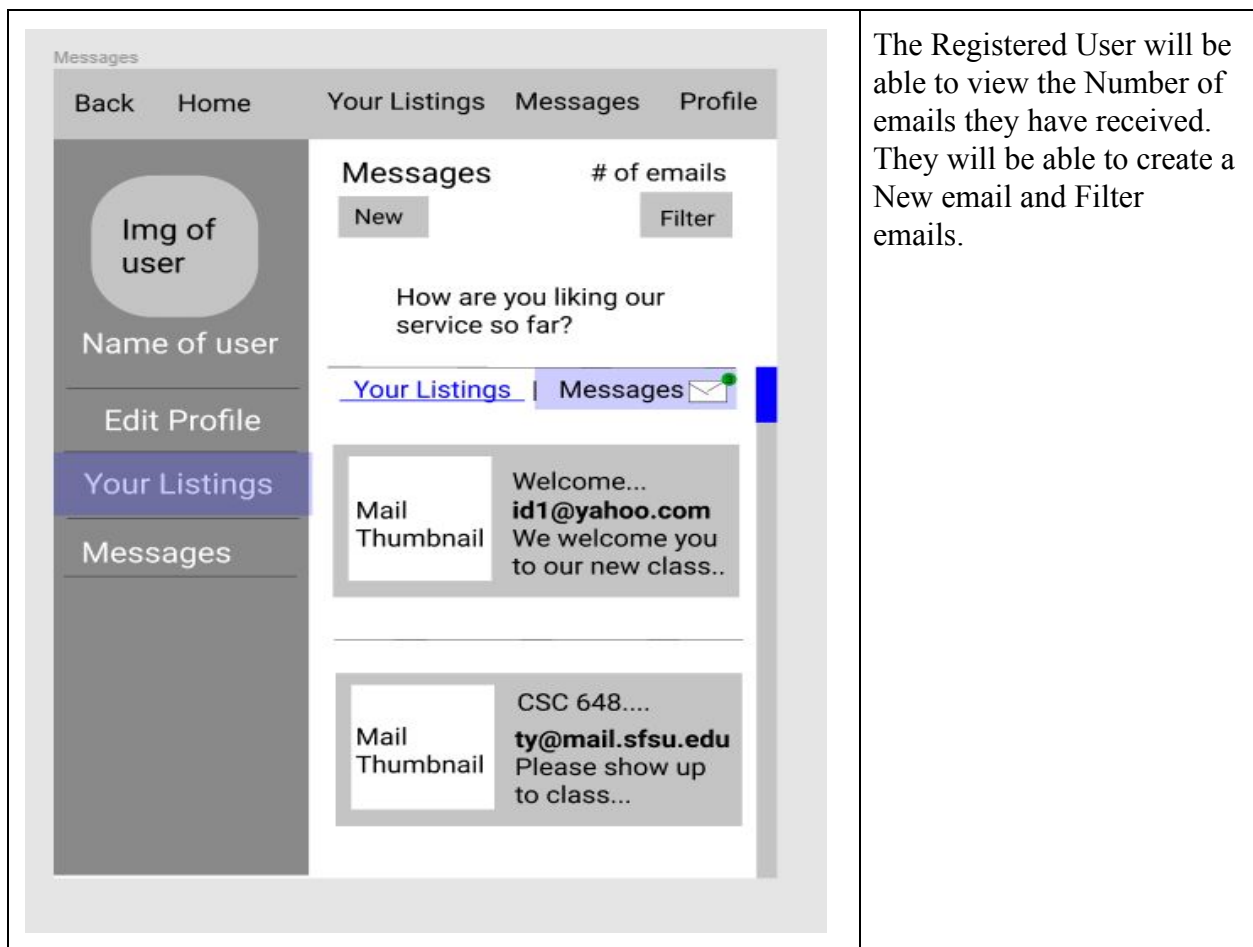 Messages
Back Home Your Listings Messages Profile
Img of
user
Name of user
Edit Profile
Your Listings
Messages
Messages # of emails
New Filter
How are you liking our
service so far?
Your Listings | Messages
Mail
Thumbnail
Welcome...
id1@yahoo.com
We welcome you
to our new class..
Mail
Thumbnail
CSC 648....
ty@mail.sfsu.edu
Please show up
to class...
The Registered User will be
able to view the Number of
emails they have received.
They will be able to create a
New email and Filter
emails.